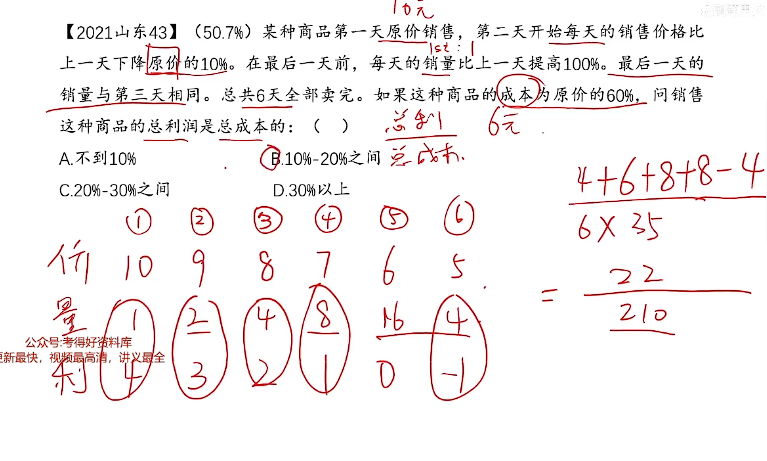 10元
【2021山东43】（50.7%）某种商品第一天原价销售，第二天开始每天的销售价格比
1st：1
上一天下降原价的10%。在最后一天前，每天的销量比上一天提高100%。最后一天的
销量与第三天相同。总共6天全部卖完。如果这种商品的成本为原价的60%，问销售
这种商品的总利润是总成本的：（ ）
总利
6元
A.不到10%
B.10%-20%之间
总成本
C.20%-30%之间
D.30%以上
4+6+8+8-4
6×35
① ② ③ ④ ⑤ ⑥
价 10 9 8 7 6 5
= 22
210
量 1 2 4 8 16 4
公众号:考得好资料库
更新最快，视频最高清，讲义最全
利 4 3 2 1 0 -1